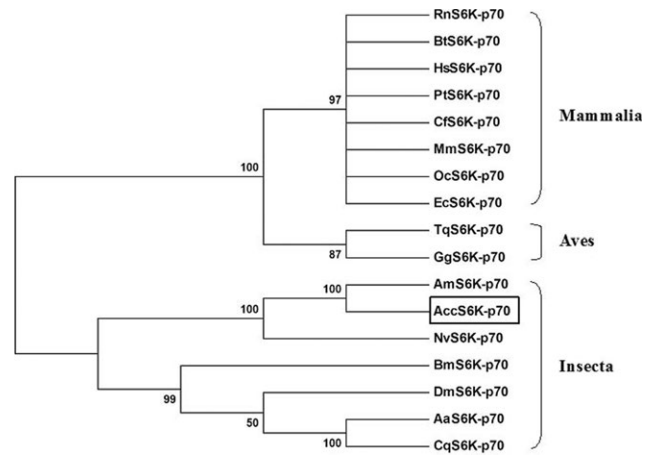 RnS6K-p70
BtS6K-p70
HsS6K-p70
97
PtS6K-p70
CfS6K-p70
Mammalia
MmS6K-p70
100
OcS6K-p70
EcS6K-p70
TqS6K-p70
Aves
87
GgS6K-p70
AmS6K-p70
100
AccS6K-p70
100
NvS6K-p70
BmS6K-p70
Insecta
99
DmS6K-p70
50
AaS6K-p70
100
CqS6K-p70